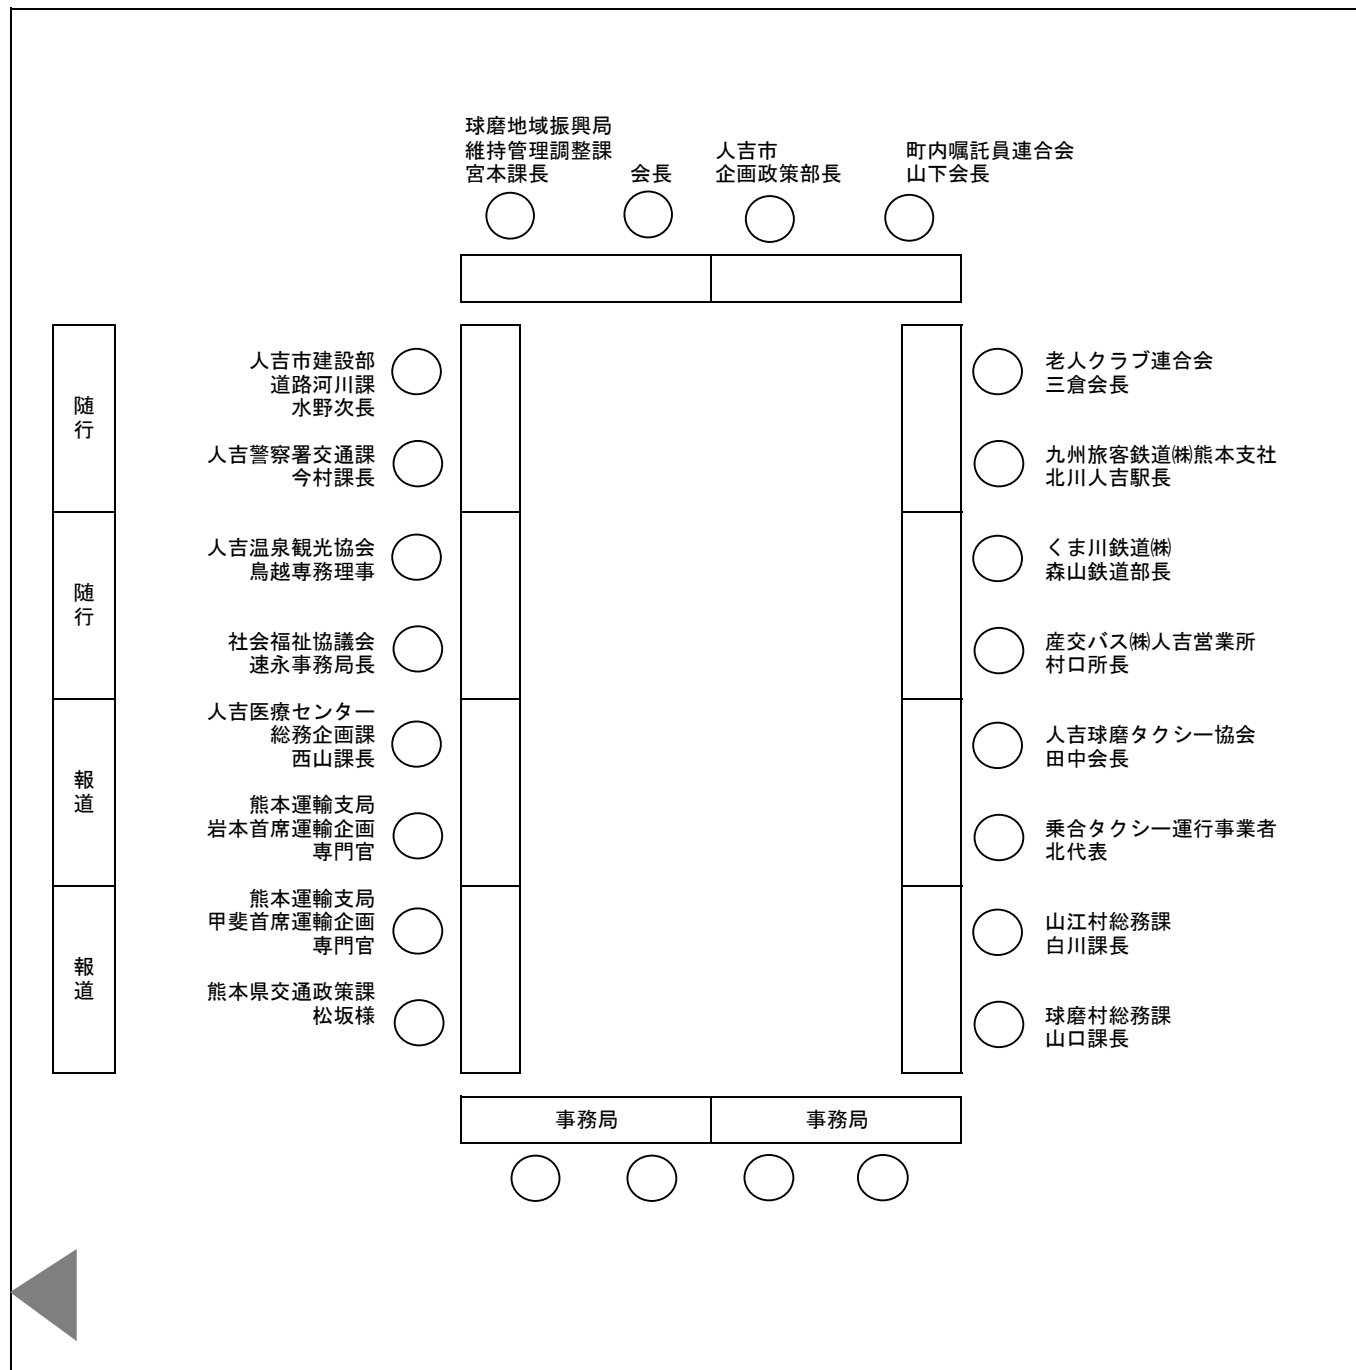 球磨地域振興局
維持管理調整課
宮本課長
会長
人吉市
企画政策部長
町内嘱託員連合会
山下会長
随行
随行
報道
報道
人吉市建設部
道路河川課
水野次長
人吉警察署交通課
今村課長
人吉温泉観光協会
鳥越専務理事
社会福祉協議会
速永事務局長
人吉医療センター
総務企画課
西山課長
熊本運輸支局
岩本首席運輸企画
専門官
熊本運輸支局
甲斐首席運輸企画
専門官
熊本県交通政策課
松坂様
老人クラブ連合会
三倉会長
九州旅客鉄道㈱熊本支社
北川人吉駅長
くま川鉄道㈱
森山鉄道部長
産交バス㈱人吉営業所
村口所長
人吉球磨タクシー協会
田中会長
乗合タクシー運行事業者
北代表
山江村総務課
白川課長
球磨村総務課
山口課長
事務局
事務局